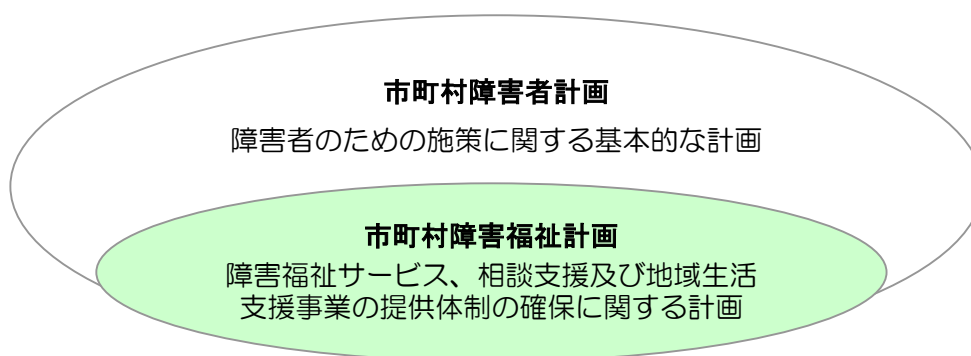 市町村障害者計画
障害者のための施策に関する基本的な計画
市町村障害福祉計画
障害福祉サービス、相談支援及び地域生活
支援事業の提供体制の確保に関する計画